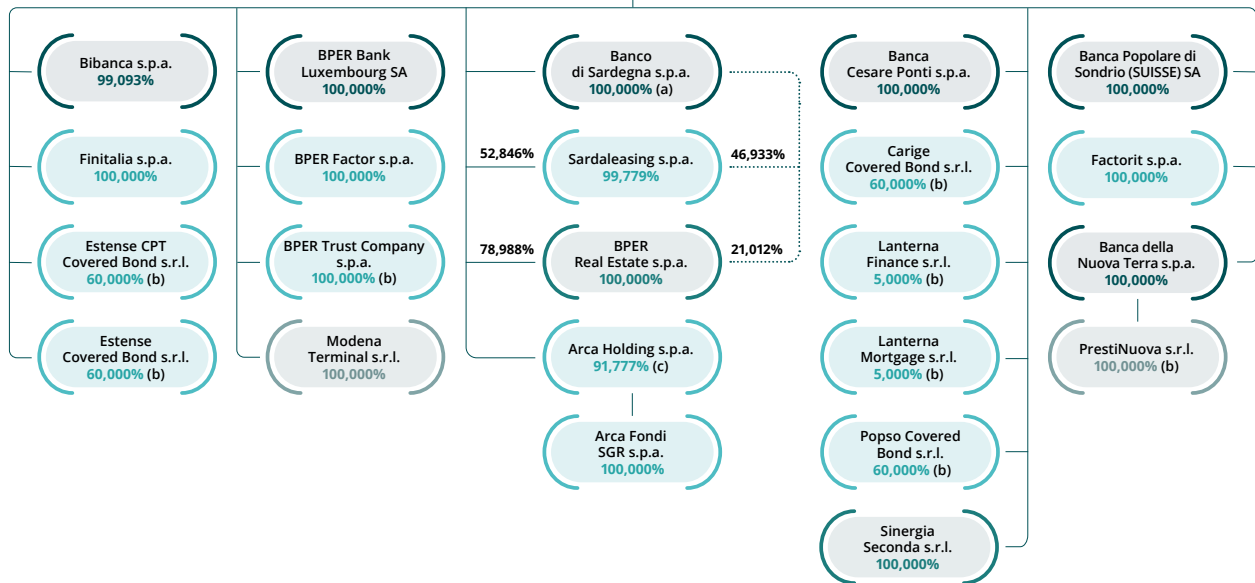 Bibanca s.p.a.
99,093%
Finitalia s.p.a.
100,000%
Estense CPT
Covered Bond s.r.l.
60,000% (b)
Estense
Covered Bond s.r.l.
60,000% (b)
BPER Bank
Luxembourg SA
100,000%
BPER Factor s.p.a.
100,000%
BPER Trust Company
s.p.a.
100,000% (b)
Modena
Terminal s.r.l.
100,000%
Banco
di Sardegna s.p.a.
100,000% (a)
52,846%
Sardaleasing s.p.a.
99,779%
46,933%
78,988%
BPER
Real Estate s.p.a.
100,000%
21,012%
Arca Holding s.p.a.
91,777% (c)
Arca Fondi
SGR s.p.a.
100,000%
Banca
Cesare Ponti s.p.a.
100,000%
Carige
Covered Bond s.r.l.
60,000% (b)
Lanterna
Finance s.r.l.
5,000% (b)
Lanterna
Mortgage s.r.l.
5,000% (b)
Popso Covered
Bond s.r.l.
60,000% (b)
Sinergia
Seconda s.r.l.
100,000%
Banca Popolare di
Sondrio (SUISSE) SA
100,000%
Factorit s.p.a.
100,000%
Banca della
Nuova Terra s.p.a.
100,000%
PrestiNuova s.r.l.
100,000% (b)